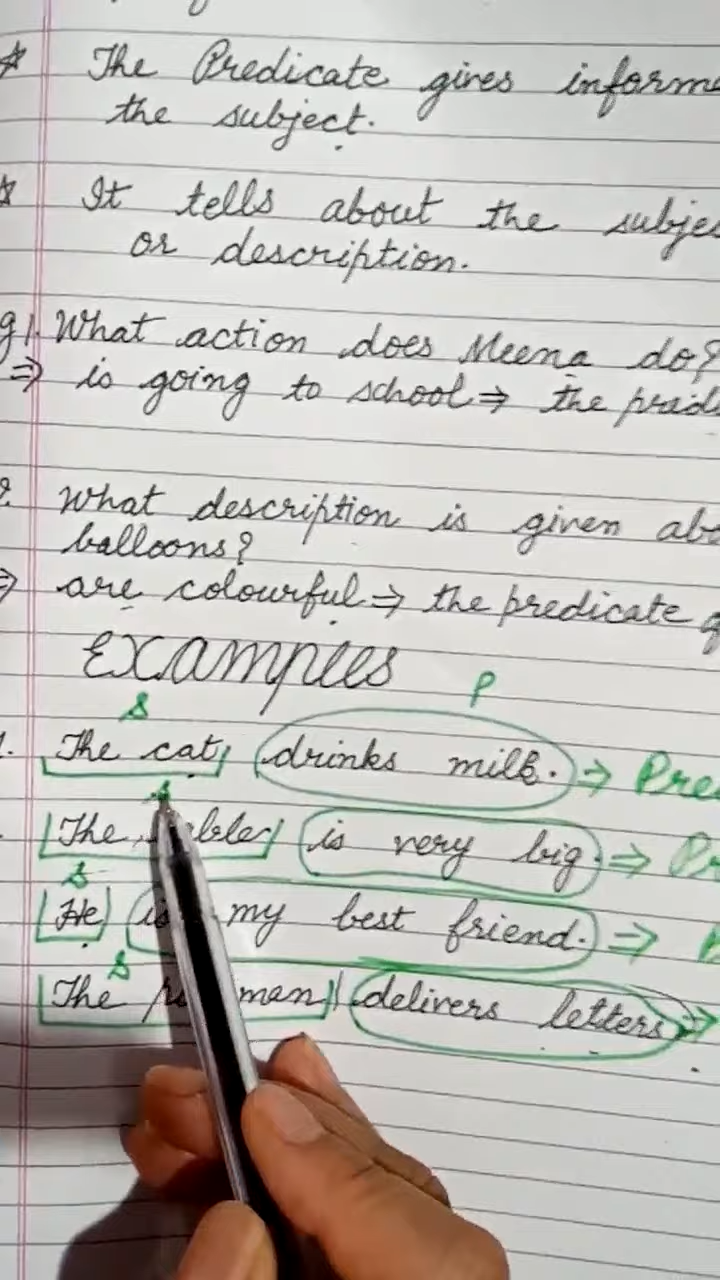 The Predicate gives
the subject.
It tells about the
or description.
What action does Meena do?
⇒ is going to school ⇒ the
What description is given
balloons?
⇒ are colourful ⇒ the predicate
Examples
S P
The cat drinks milk. ⇒
S
The is very big. ⇒
S
He is my best friend. ⇒
S
The delivers letters ⇒